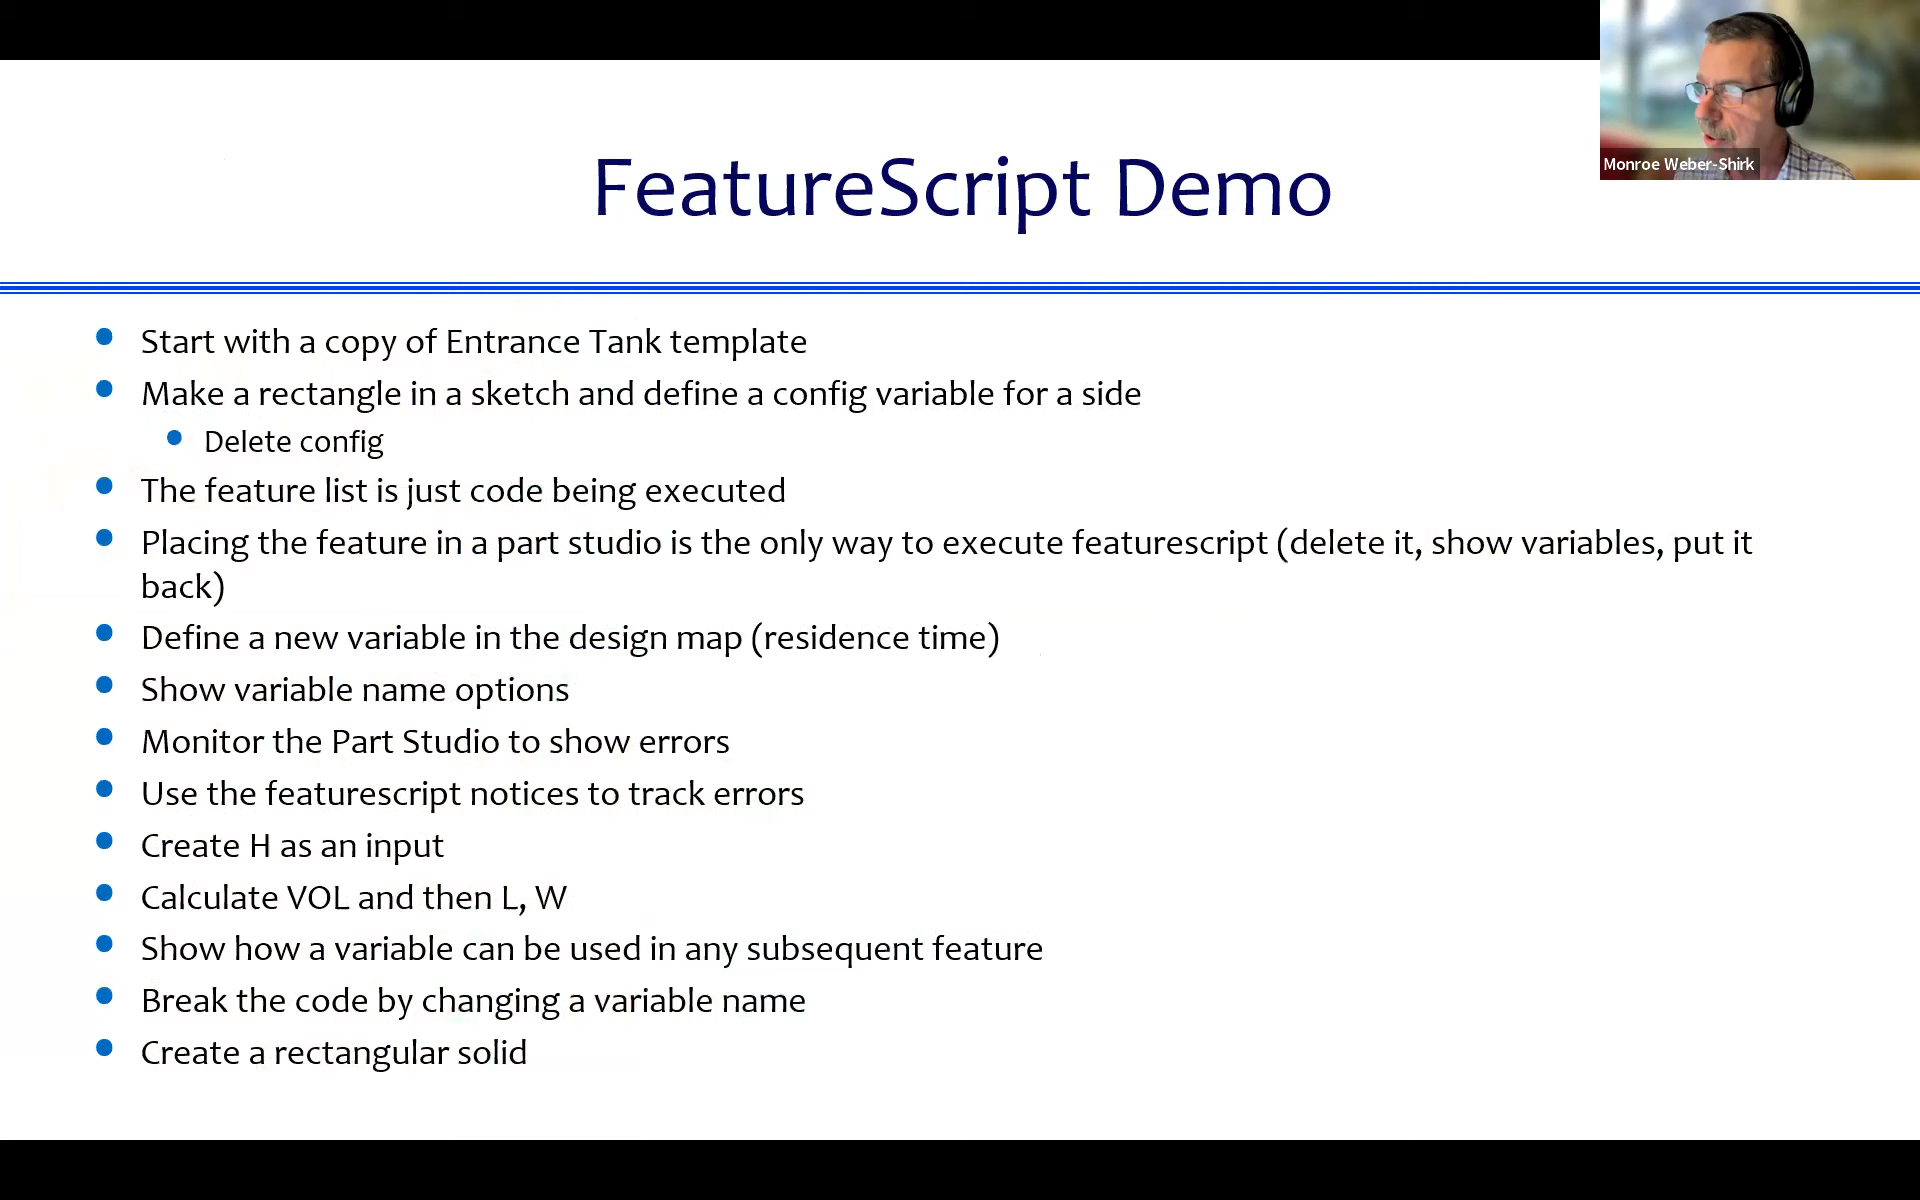 Monroe Weber-Shirk
FeatureScript Demo
Start with a copy of Entrance Tank template
Make a rectangle in a sketch and define a config variable for a side
Delete config
The feature list is just code being executed
Placing the feature in a part studio is the only way to execute featurescript (delete it, show variables, put it
back)
Define a new variable in the design map (residence time)
Show variable name options
Monitor the Part Studio to show errors
Use the featurescript notices to track errors
Create H as an input
Calculate VOL and then L, W
Show how a variable can be used in any subsequent feature
Break the code by changing a variable name
Create a rectangular solid